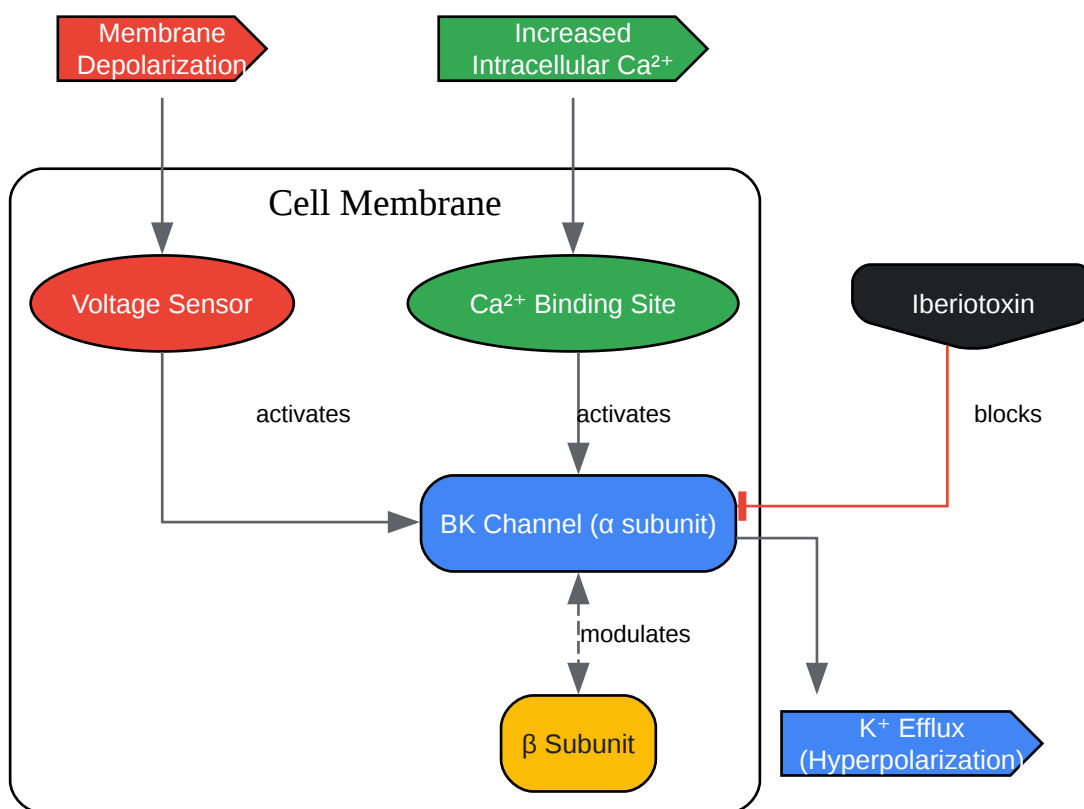 Membrane
Depolarization
Increased
Intracellular Ca²⁺
Cell Membrane
Voltage Sensor
Ca²⁺ Binding Site
Iberiotoxin
activates
activates
blocks
BK Channel (α subunit)
modulates
β Subunit
K⁺ Efflux
(Hyperpolarization)